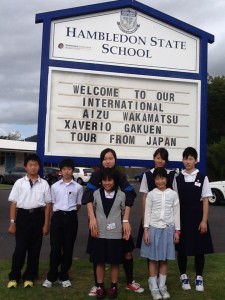 HAMBLEDON STATE
SCHOOL
WELCOME TO OUR
INTERNATIONAL
AIZU WAKAMATSU
XAVERIO GAKUEN
TOUR FROM JAPAN